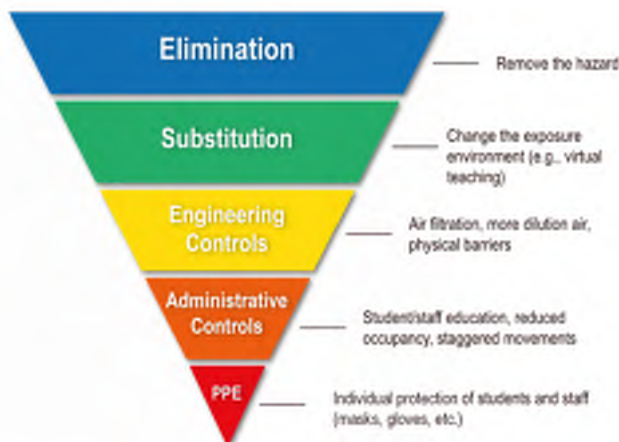 Elimination
Remove the hazard
Substitution
Change the exposure
environment (e.g., virtual
teaching)
Engineering
Controls
Air filtration, more dilution air,
physical barriers
Administrative
Controls
Student/staff education, reduced
occupancy, staggered movements
PPE
Individual protection of students and staff
(masks, gloves, etc.)